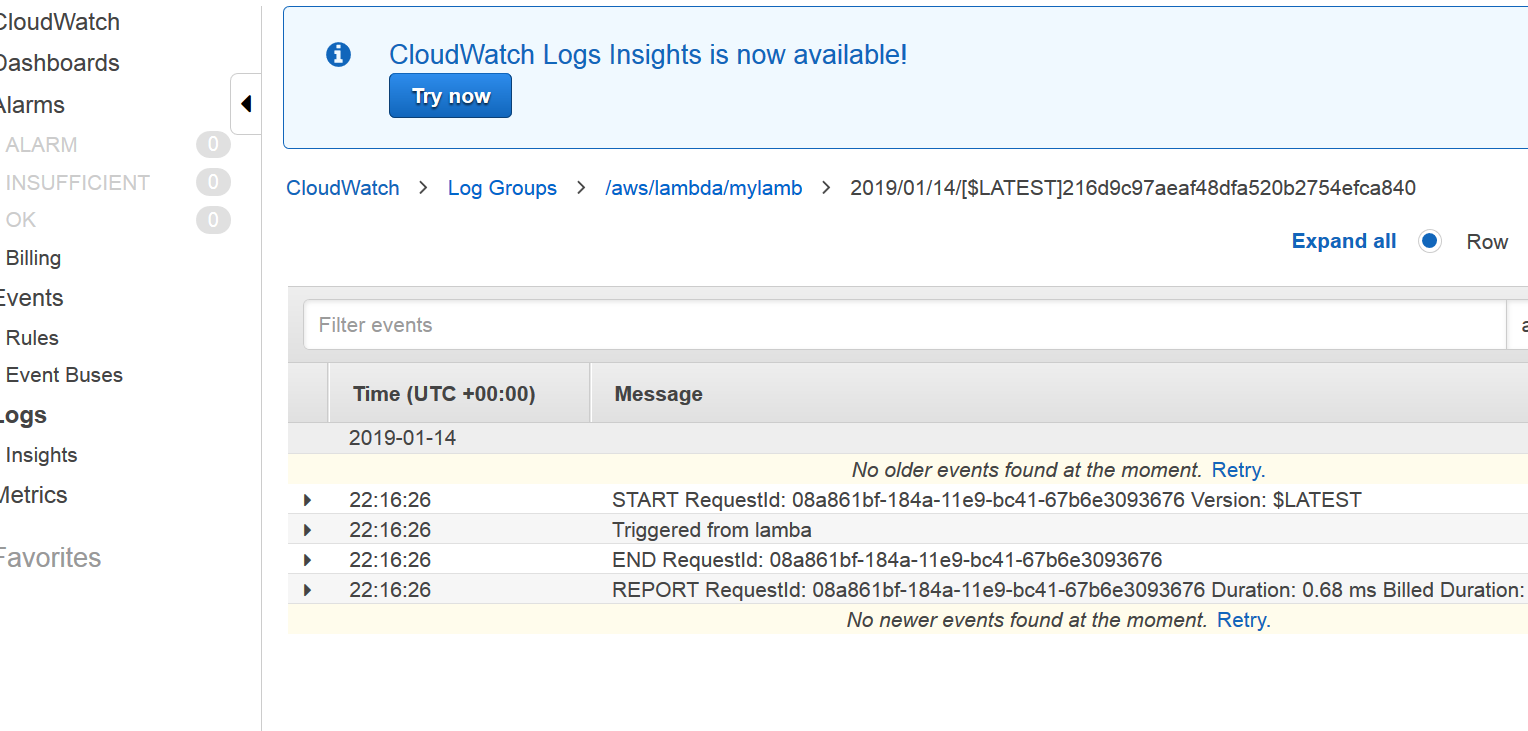 CloudWatch
Dashboards
Alarms
ALARM 0
INSUFFICIENT 0
OK 0
Billing
Events
Rules
Event Buses
Logs
Insights
Metrics
Favorites
CloudWatch Logs Insights is now available!
Try now
CloudWatch > Log Groups > /aws/lambda/mylamb > 2019/01/14/[$LATEST]216d9c97aeaf48dfa520b2754efca840
Expand all Row
Filter events
Time (UTC +00:00) Message
2019-01-14
No older events found at the moment. Retry.
22:16:26 START RequestId: 08a861bf-184a-11e9-bc41-67b6e3093676 Version: $LATEST
22:16:26 Triggered from lamba
22:16:26 END RequestId: 08a861bf-184a-11e9-bc41-67b6e3093676
22:16:26 REPORT RequestId: 08a861bf-184a-11e9-bc41-67b6e3093676 Duration: 0.68 ms Billed Duration:
No newer events found at the moment. Retry.